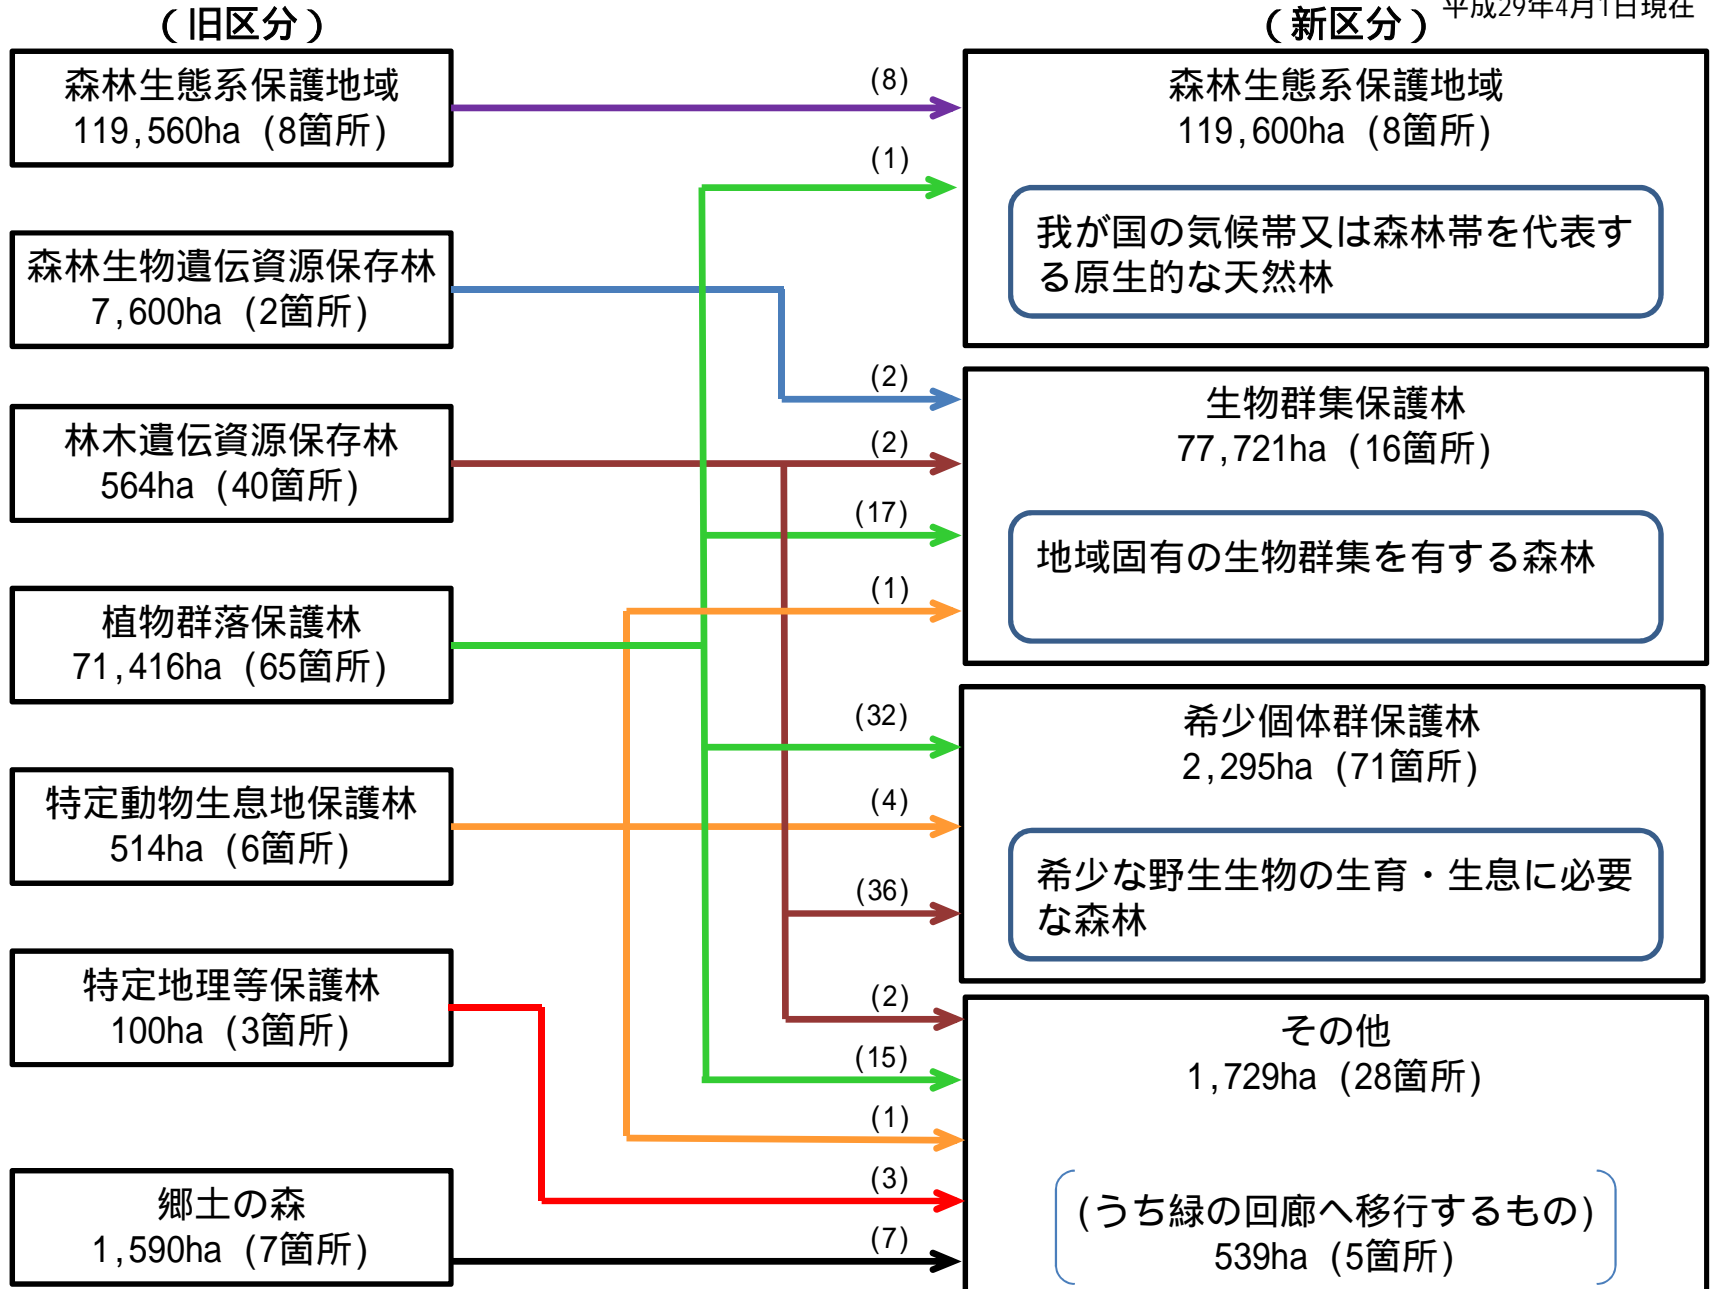 (旧区分)
(新区分)
平成29年4月1日現在
森林生態系保護地域
119,560ha (8箇所)
森林生物遺伝資源保存林
7,600ha (2箇所)
林木遺伝資源保存林
564ha (40箇所)
植物群落保護林
71,416ha (65箇所)
特定動物生息地保護林
514ha (6箇所)
特定地理等保護林
100ha (3箇所)
郷土の森
1,590ha (7箇所)
(8)
(1)
(2)
(2)
(17)
(1)
(32)
(4)
(36)
(2)
(15)
(1)
(3)
(7)
森林生態系保護地域
119,600ha (8箇所)
我が国の気候帯又は森林帯を代表す
る原生的な天然林
生物群集保護林
77,721ha (16箇所)
地域固有の生物群集を有する森林
希少個体群保護林
2,295ha (71箇所)
希少な野生生物の生育・生息に必要
な森林
その他
1,729ha (28箇所)
(うち緑の回廊へ移行するもの)
539ha (5箇所)